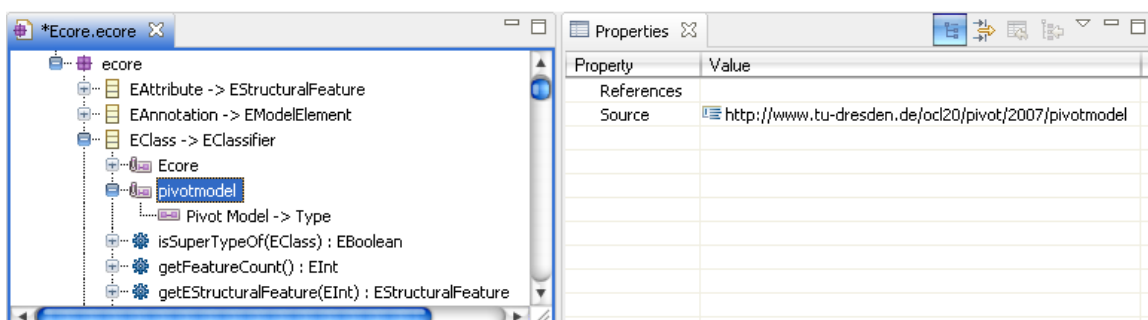 *Ecore.ecore
ecore
EAttribute -> EStructuralFeature
EAnnotation -> EModelElement
EClass -> EClassifier
Ecore
pivotmodel
Pivot Model -> Type
isSuperTypeOf(EClass) : EBoolean
getFeatureCount() : EInt
getEStructuralFeature(EInt) : EStructuralFeature
Properties
Property Value
References
Source http://www.tu-dresden.de/ocl20/pivot/2007/pivotmodel